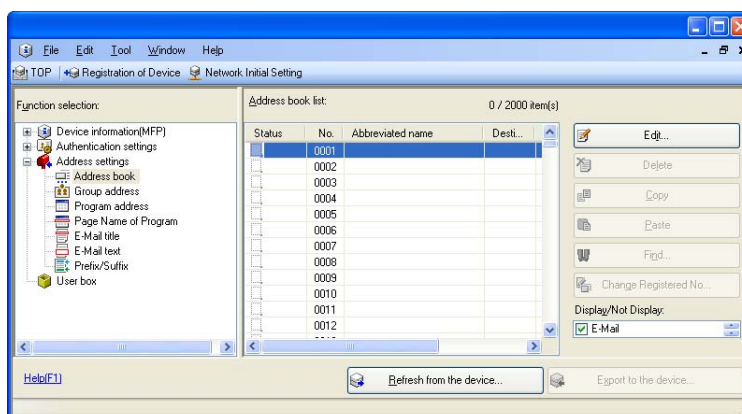 File Edit Tool Window Help
TOP Registration of Device Network Initial Setting
Function selection:
Device information(MFP)
Authentication settings
Address settings
Address book
Group address
Program address
Page Name of Program
E-Mail title
E-Mail text
Prefix/Suffix
User box
Address book list: 0 / 2000 item(s)
Status No. Abbreviated name Desti...
0001
0002
0003
0004
0005
0006
0007
0008
0009
0010
0011
0012
Edit...
Delete
Copy
Paste
Find...
Change Registered No...
Display/Not Display:
E-Mail
Help(F1)
Refresh from the device...
Export to the device...